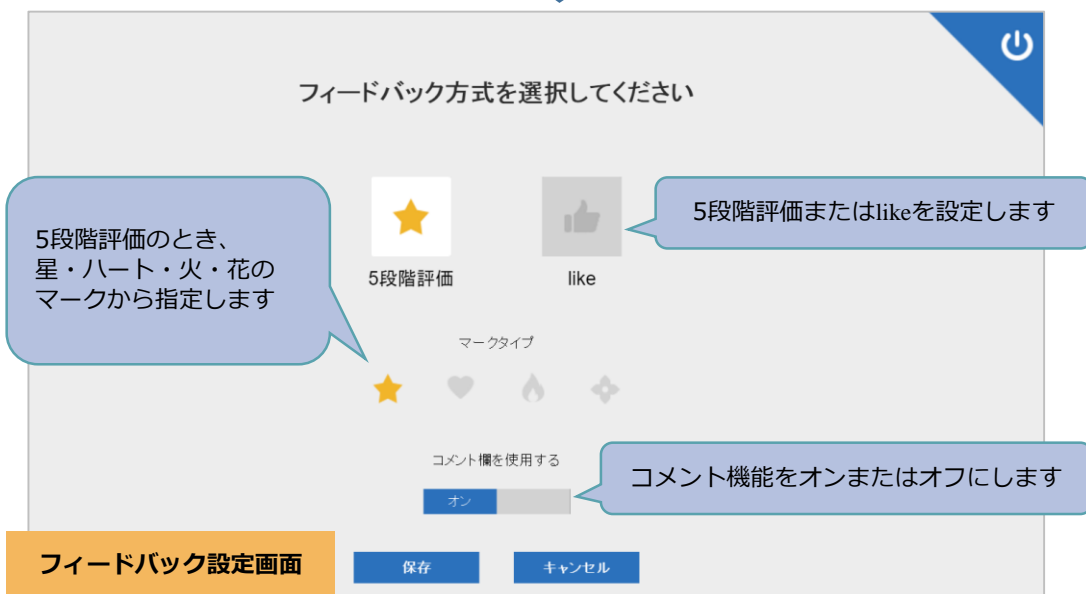 フィードバック方式を選択してください
5段階評価または​likeを設定します
5段階評価のとき、
星・ハート・火・花の
マークから指定します
5段階評価
like
マークタイプ
コメント欄を使用する
コメント機能をオンまたはオフにします
オン
フィードバック設定画面
保存
キャンセル